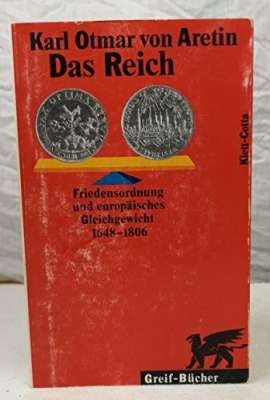 Karl Otmar von Aretin
Das Reich
Klett-Cotta
Friedensordnung
und europäisches
Gleichgewicht
1648-1806
Greif-Bücher